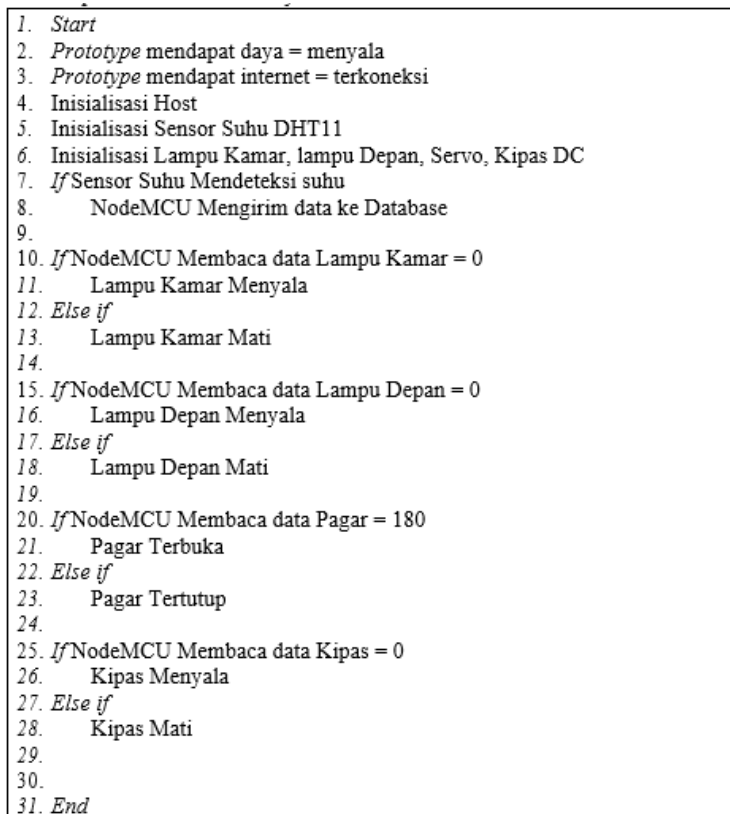 1. Start
2. Prototype mendapat daya = menyala
3. Prototype mendapat internet = terkoneksi
4. Inisialisasi Host
5. Inisialisasi Sensor Suhu DHT11
6. Inisialisasi Lampu Kamar, lampu Depan, Servo, Kipas DC
7. If Sensor Suhu Mendeteksi suhu
8. NodeMCU Mengirim data ke Database
9.
10. If NodeMCU Membaca data Lampu Kamar = 0
11. Lampu Kamar Menyala
12. Else if
13. Lampu Kamar Mati
14.
15. If NodeMCU Membaca data Lampu Depan = 0
16. Lampu Depan Menyala
17. Else if
18. Lampu Depan Mati
19.
20. If NodeMCU Membaca data Pagar = 180
21. Pagar Terbuka
22. Else if
23. Pagar Tertutup
24.
25. If NodeMCU Membaca data Kipas = 0
26. Kipas Menyala
27. Else if
28. Kipas Mati
29.
30.
31. End